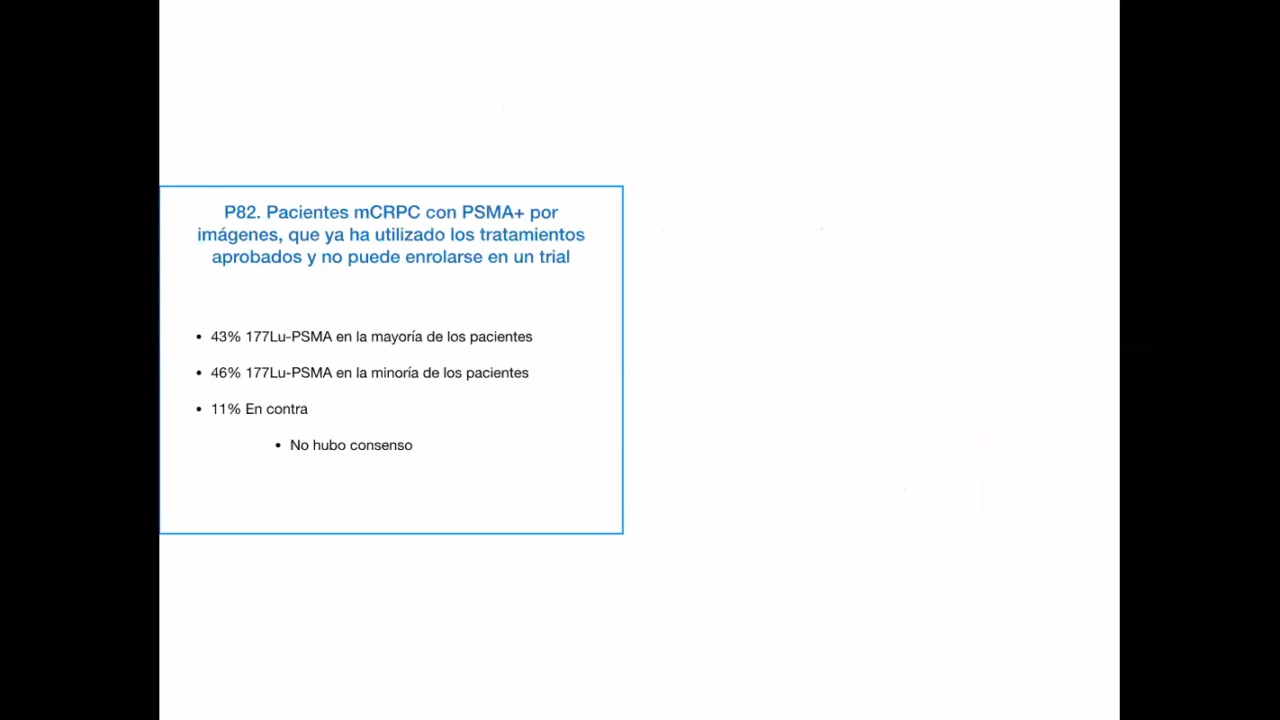 P82. Pacientes mCRPC con PSMA+ por
imágenes, que ya ha utilizado los tratamientos
aprobados y no puede enrolarse en un trial
• 43% 177Lu-PSMA en la mayoría de los pacientes
• 46% 177Lu-PSMA en la minoría de los pacientes
• 11% En contra
• No hubo consenso